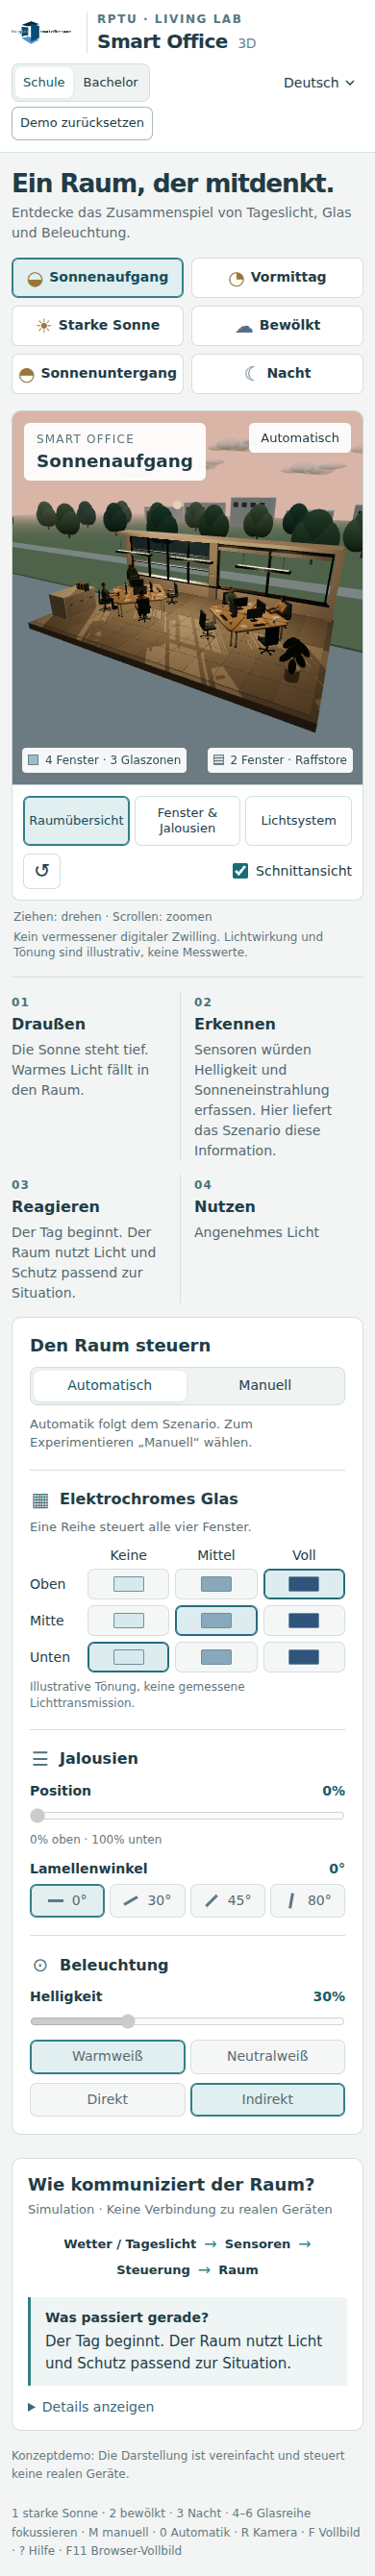 RPTU · LIVING LAB
Smart Office 3D
Schule Bachelor
Deutsch
Demo zurücksetzen
Ein Raum, der mitdenkt.
Entdecke das Zusammenspiel von Tageslicht, Glas
und Beleuchtung.
Sonnenaufgang
Vormittag
Starke Sonne
Bewölkt
Sonnenuntergang
Nacht
SMART OFFICE
Sonnenaufgang
Automatisch
4 Fenster · 3 Glaszonen
2 Fenster · Raffstore
Raumübersicht
Fenster &
Jalousien
Lichtsystem
↺
Schnittansicht
Ziehen: drehen · Scrollen: zoomen
Kein vermessener digitaler Zwilling. Lichtwirkung und
Tönung sind illustrativ, keine Messwerte.
01
Draußen
Die Sonne steht tief.
Warmes Licht fällt in
den Raum.
02
Erkennen
Sensoren würden
Helligkeit und
Sonneneinstrahlung
erfassen. Hier liefert
das Szenario diese
Information.
03
Reagieren
Der Tag beginnt. Der
Raum nutzt Licht und
Schutz passend zur
Situation.
04
Nutzen
Angenehmes Licht
Den Raum steuern
Automatisch
Manuell
Automatik folgt dem Szenario. Zum
Experimentieren „Manuell“ wählen.
Elektrochromes Glas
Eine Reihe steuert alle vier Fenster.
Keine Mittel Voll
Oben
Mitte
Unten
Illustrative Tönung, keine gemessene
Lichttransmission.
Jalousien
Position 0%
0% oben · 100% unten
Lamellenwinkel 0°
0° 30° 45° 80°
Beleuchtung
Helligkeit 30%
Warmweiß
Neutralweiß
Direkt
Indirekt
Wie kommuniziert der Raum?
Simulation · Keine Verbindung zu realen Geräten
Wetter / Tageslicht → Sensoren →
Steuerung → Raum
Was passiert gerade?
Der Tag beginnt. Der Raum nutzt Licht
und Schutz passend zur Situation.
▶ Details anzeigen
Konzeptdemo: Die Darstellung ist vereinfacht und steuert
keine realen Geräte.
1 starke Sonne · 2 bewölkt · 3 Nacht · 4–6 Glasreihe
fokussieren · M manuell · 0 Automatik · R Kamera · F Vollbild
· ? Hilfe · F11 Browser-Vollbild